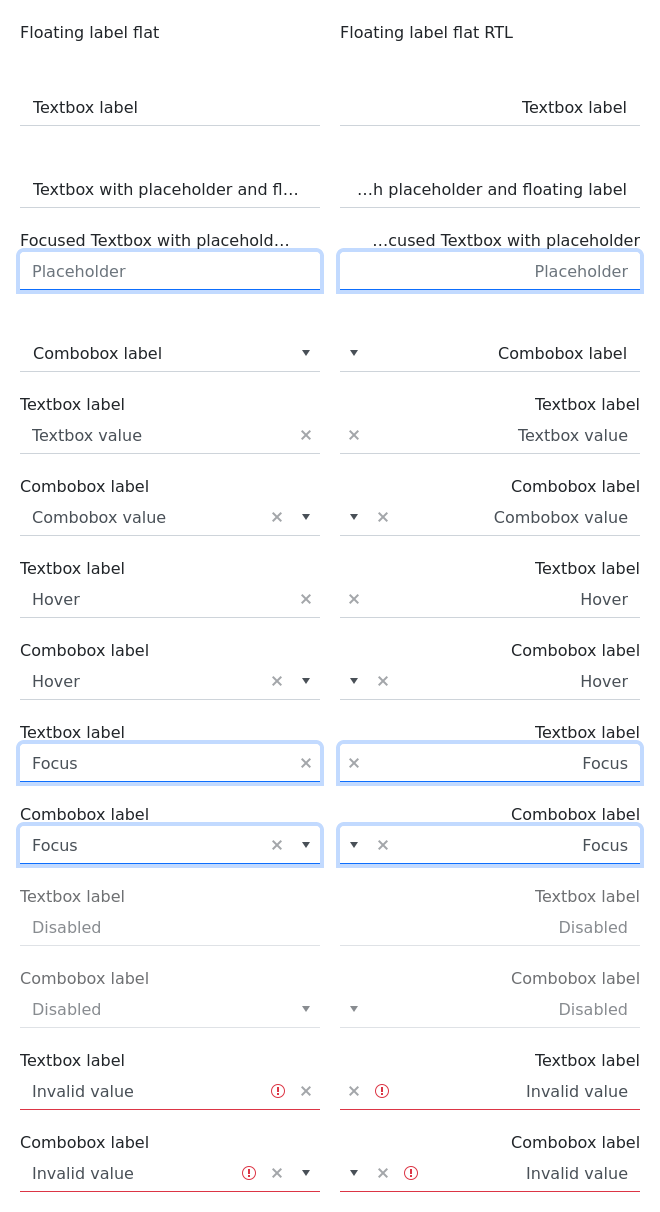 Floating label flat
Floating label flat RTL
Textbox label
Textbox label
Textbox with placeholder and fl...
...h placeholder and floating label
Focused Textbox with placehold...
...cused Textbox with placeholder
Placeholder
Placeholder
Combobox label
Combobox label
Textbox label
Textbox label
Textbox value
Textbox value
Combobox label
Combobox label
Combobox value
Combobox value
Textbox label
Textbox label
Hover
Hover
Combobox label
Combobox label
Hover
Hover
Textbox label
Textbox label
Focus
Focus
Combobox label
Combobox label
Focus
Focus
Textbox label
Textbox label
Disabled
Disabled
Combobox label
Combobox label
Disabled
Disabled
Textbox label
Textbox label
Invalid value
Invalid value
Combobox label
Combobox label
Invalid value
Invalid value